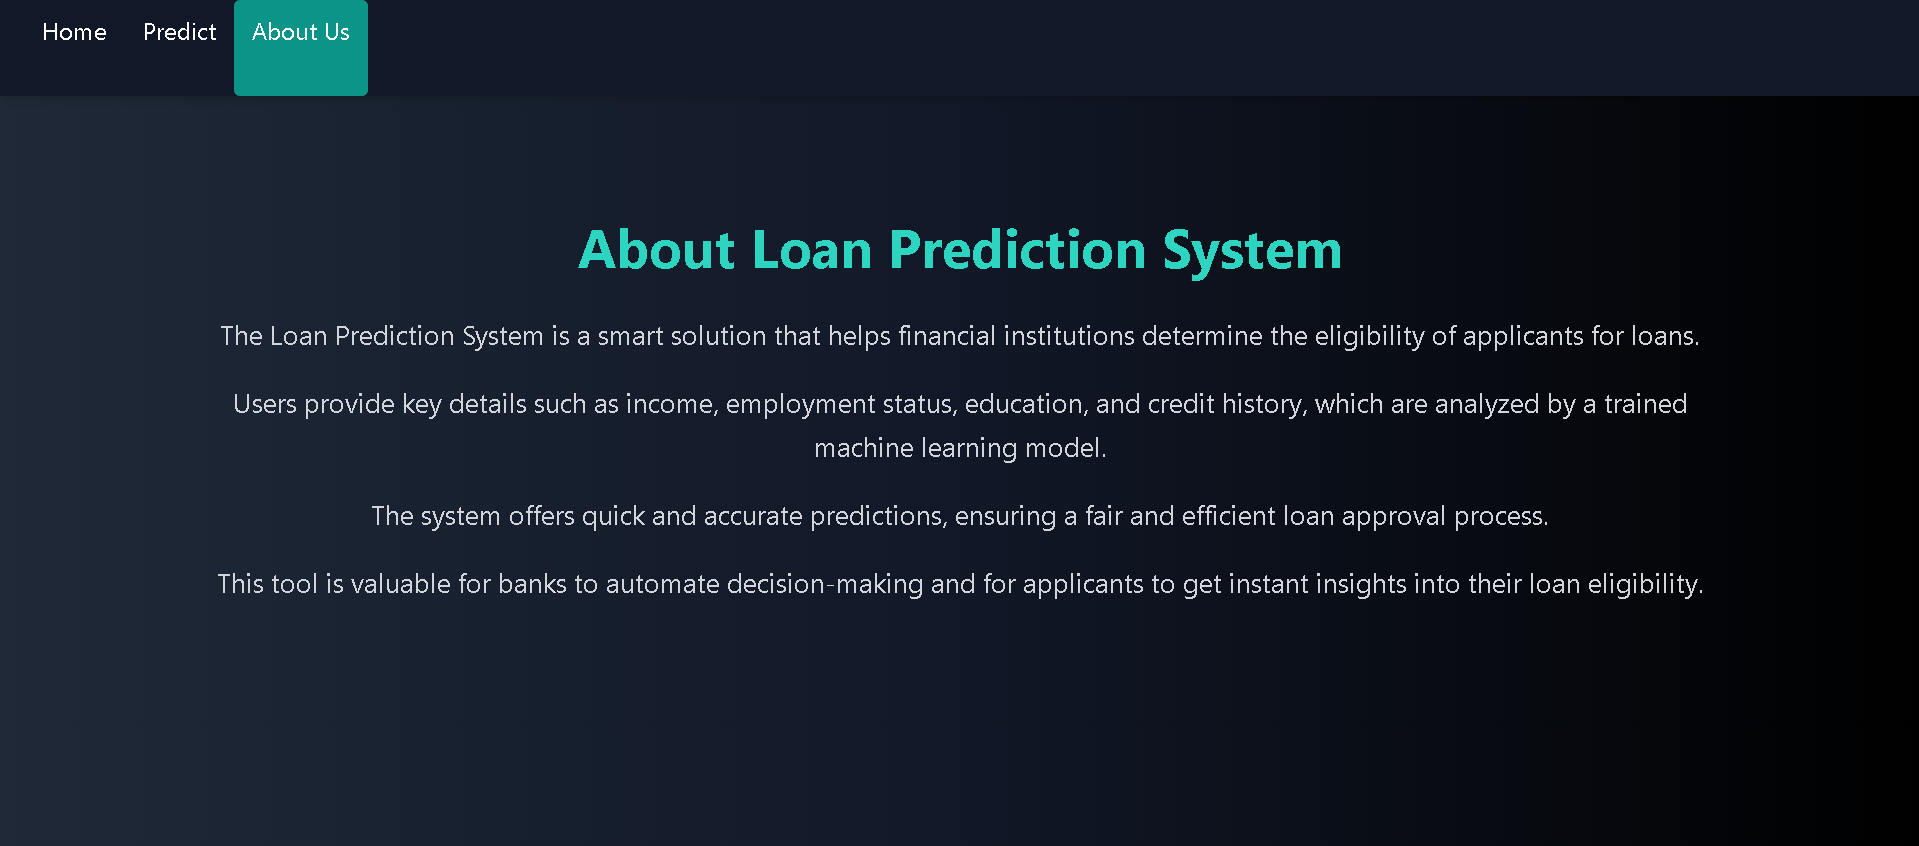 Home Predict About Us
About Loan Prediction System
The Loan Prediction System is a smart solution that helps financial institutions determine the eligibility of applicants for loans.
Users provide key details such as income, employment status, education, and credit history, which are analyzed by a trained
machine learning model.
The system offers quick and accurate predictions, ensuring a fair and efficient loan approval process.
This tool is valuable for banks to automate decision-making and for applicants to get instant insights into their loan eligibility.